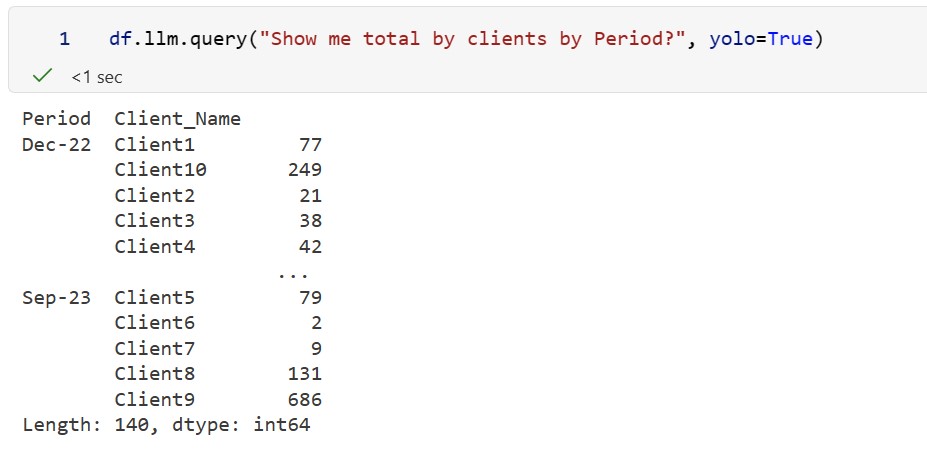 1 df.llm.query("Show me total by clients by Period?", yolo=True)
<1 sec
Period Client_Name
Dec-22 Client1 77
Client10 249
Client2 21
Client3 38
Client4 42
...
Sep-23 Client5 79
Client6 2
Client7 9
Client8 131
Client9 686
Length: 140, dtype: int64